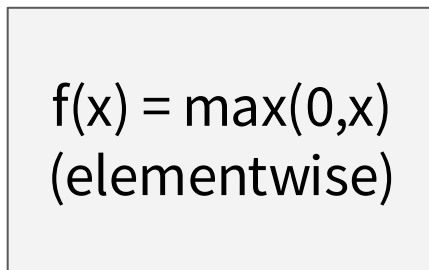 f(x) = max(0,x)
(elementwise)